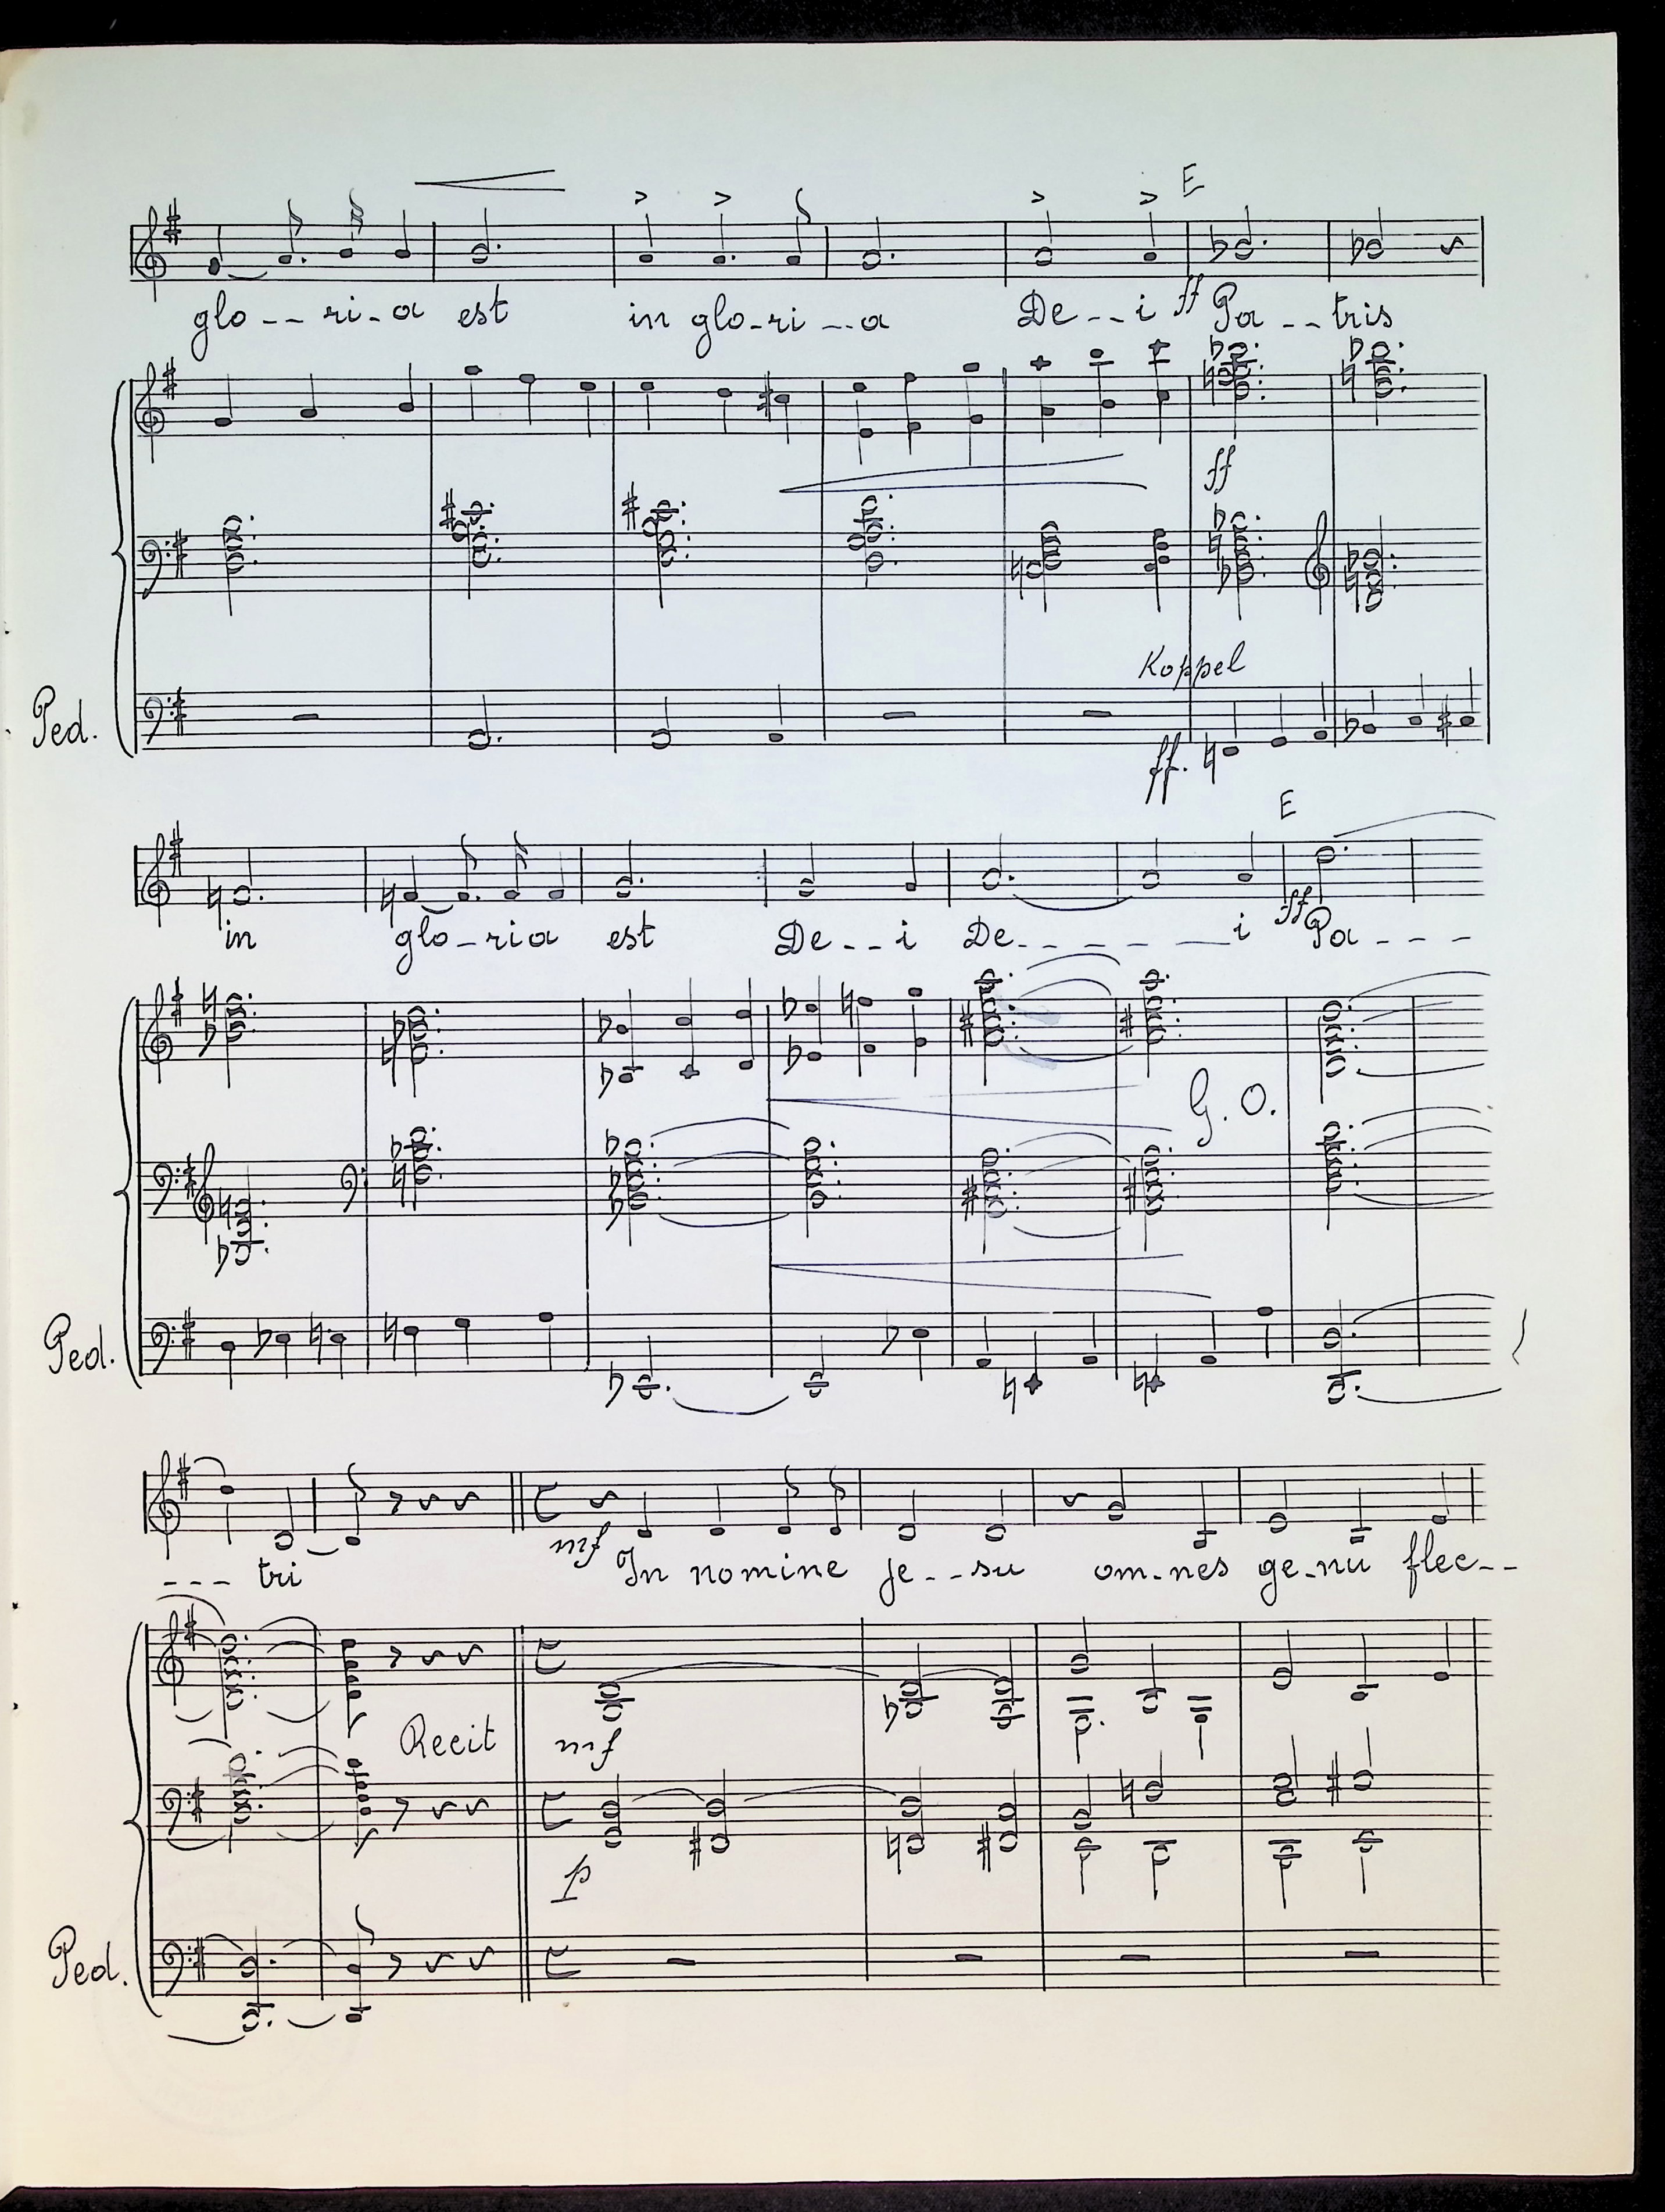 E
glo -- ri - a est in glo - ri -- a De -- i ff Pa -- tris
ff
Koppel
Ped.
ff.
E
in glo - ria est De -- i De - - - - - i ff Pa - - -
G. O.
Ped.
mf
- - - tri In nomine Je -- su om - nes ge - nu flec --
Recit mf
p
Ped.